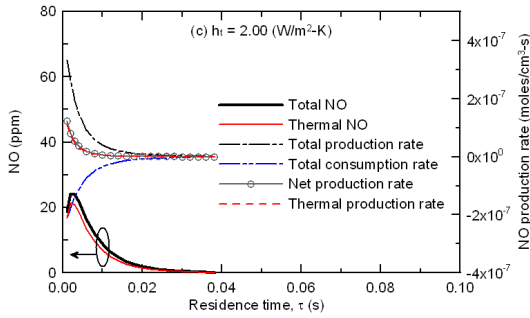 (c) hₜ = 2.00 (W/m²-K)
NO (ppm)
80
60
40
20
0
Total NO
Thermal NO
Total production rate
Total consumption rate
Net production rate
Thermal production rate
4x10⁻⁷
2x10⁻⁷
0x10⁰
-2x10⁻⁷
-4x10⁻⁷
NO production rate (moles/cm³-s)
0.00 0.02 0.04 0.06 0.08 0.10
Residence time, τ (s)